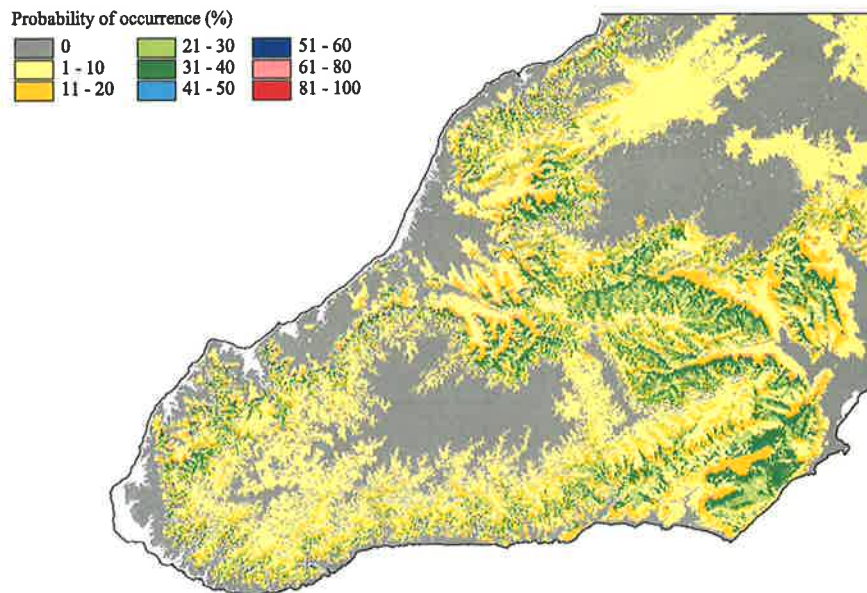 Probability of occurrence (%)
0 21 - 30 51 - 60
1 - 10 31 - 40 61 - 80
11 - 20 41 - 50 81 - 100